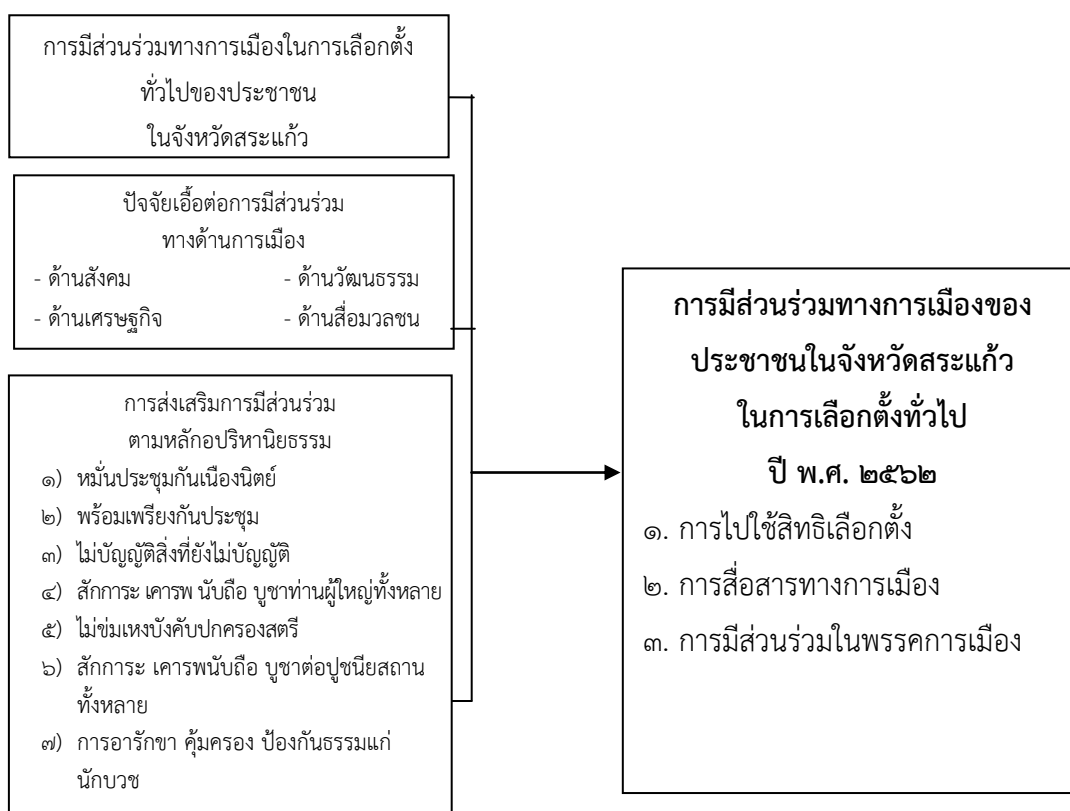 การมีส่วนร่วมทางการเมืองในการเลือกตั้ง
ทั่วไปของประชาชน
ในจังหวัดสระแก้ว
ปัจจัยเอื้อต่อการมีส่วนร่วม
ทางด้านการเมือง
- ด้านสังคม - ด้านวัฒนธรรม
- ด้านเศรษฐกิจ - ด้านสื่อมวลชน
การส่งเสริมการมีส่วนร่วม
ตามหลักอปริหานิยธรรม
๑) หมั่นประชุมกันเนืองนิตย์
๒) พร้อมเพรียงกันประชุม
๓) ไม่บัญญัติสิ่งที่ยังไม่บัญญัติ
๔) สักการะ เคารพ นับถือ บูชาท่านผู้ใหญ่ทั้งหลาย
๕) ไม่ข่มเหงบังคับปกครองสตรี
๖) สักการะ เคารพนับถือ บูชาต่อปูชนียสถาน
ทั้งหลาย
๗) การอารักขา คุ้มครอง ป้องกันธรรมแก่
นักบวช
การมีส่วนร่วมทางการเมืองของ
ประชาชนในจังหวัดสระแก้ว
ในการเลือกตั้งทั่วไป
ปี พ.ศ. ๒๕๖๒
๑. การไปใช้สิทธิเลือกตั้ง
๒. การสื่อสารทางการเมือง
๓. การมีส่วนร่วมในพรรคการเมือง